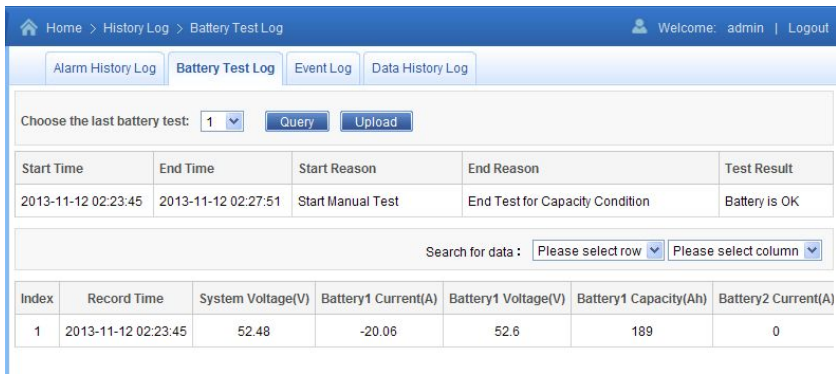 Home > History Log > Battery Test Log Welcome: admin | Logout
Alarm History Log Battery Test Log Event Log Data History Log
Choose the last battery test: 1 Query Upload
Start Time End Time Start Reason End Reason Test Result
2013-11-12 02:23:45 2013-11-12 02:27:51 Start Manual Test End Test for Capacity Condition Battery is OK
Search for data : Please select row Please select column
Index Record Time System Voltage(V) Battery1 Current(A) Battery1 Voltage(V) Battery1 Capacity(Ah) Battery2 Current(A)
1 2013-11-12 02:23:45 52.48 -20.06 52.6 189 0